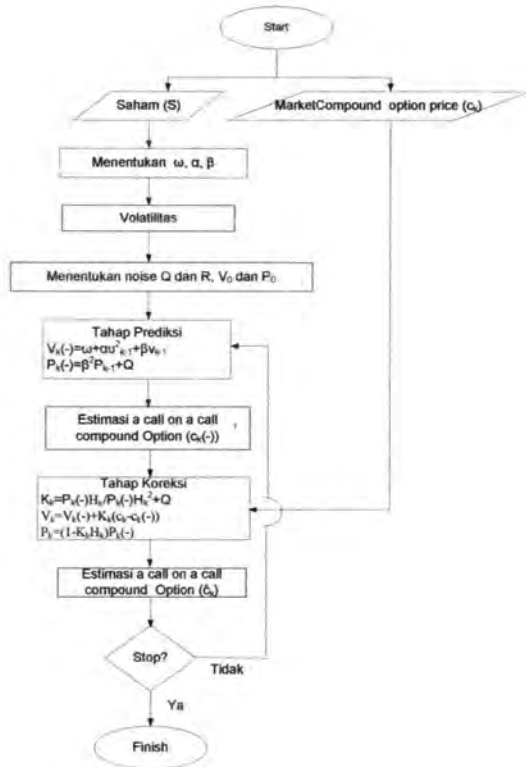 Start
Saham (S)
MarketCompound option price (cₖ)
Menentukan ω, α, β
Volatilitas
Menentukan noise Q dan R, V₀ dan P₀
Tahap Prediksi
Vₖ(-)=ω+αυ²ₖ₋₁+βvₖ₋₁
Pₖ(-)=β²Pₖ₋₁+Q
Estimasi a call on a call
compound Option (cₖ(-))
Tahap Koreksi
Kₖ=Pₖ(-)Hₖ/Pₖ(-)Hₖ²+Q
Vₖ=Vₖ(-)+Kₖ(cₖ-cₖ(-))
Pₖ=(1-KₖHₖ)Pₖ(-)
Estimasi a call on a call
compound Option (ĉₖ)
Stop?
Tidak
Ya
Finish